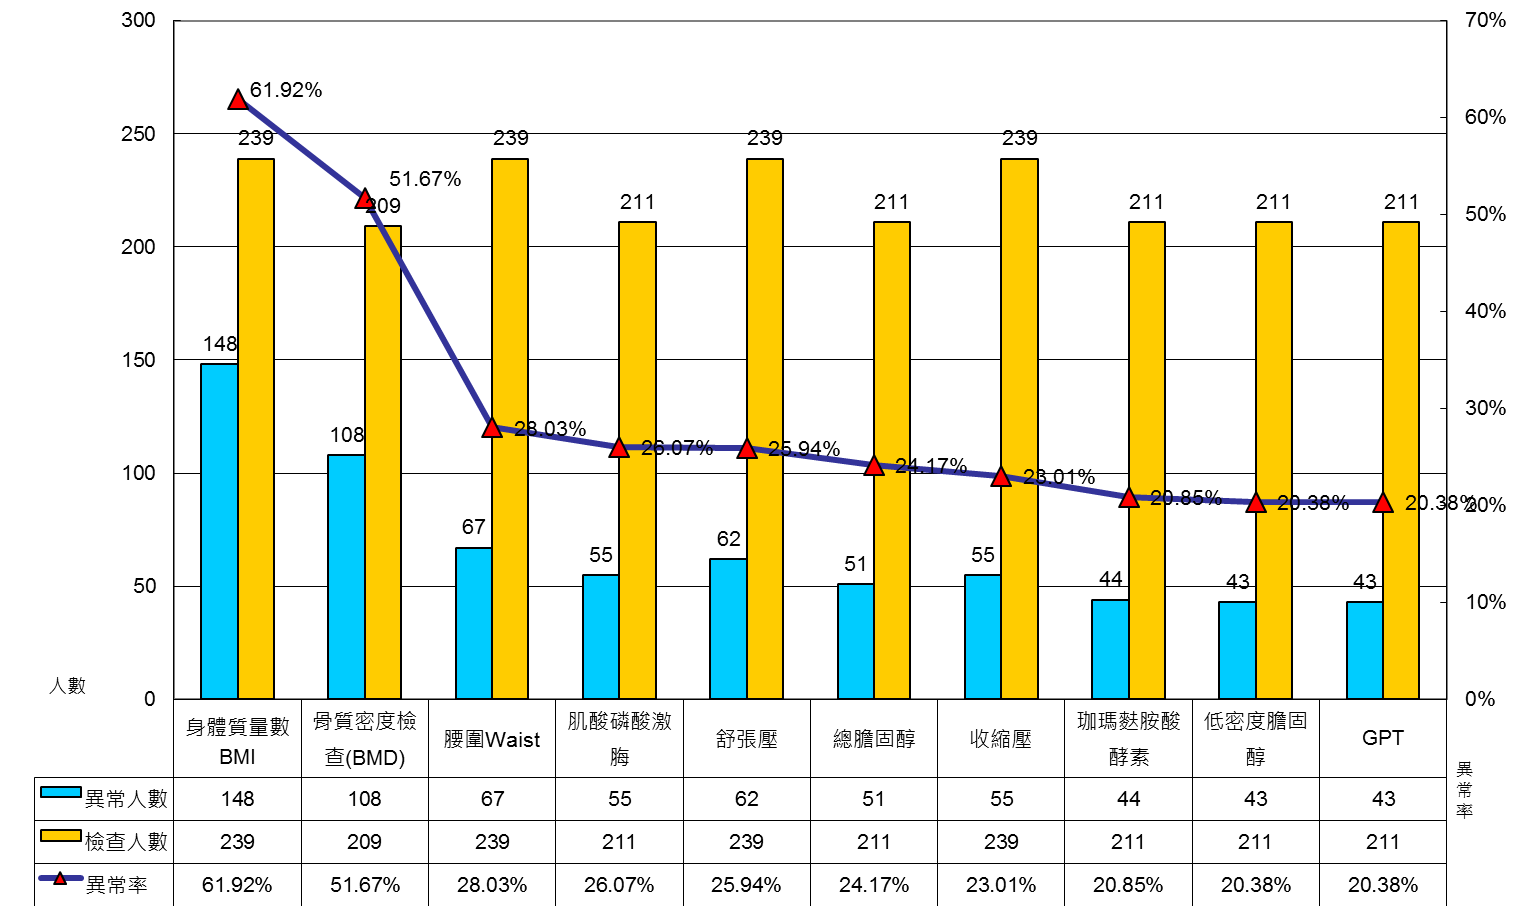 300
250
200
150
100
50
0
人數
70%
60%
50%
40%
30%
20%
10%
0%
異常率
61.92%
51.67%
28.03%
26.07%
25.94%
24.17%
23.01%
20.85%
20.38%
20.38%
239
209
239
211
239
211
239
211
211
211
148
108
67
55
62
51
55
44
43
43
身體質量數
BMI
骨質密度檢
查(BMD)
腰圍Waist
肌酸磷酸激
脢
舒張壓
總膽固醇
收縮壓
珈瑪麩胺酸
酵素
低密度膽固
醇
GPT
異常人數 148 108 67 55 62 51 55 44 43 43
檢查人數 239 209 239 211 239 211 239 211 211 211
異常率 61.92% 51.67% 28.03% 26.07% 25.94% 24.17% 23.01% 20.85% 20.38% 20.38%